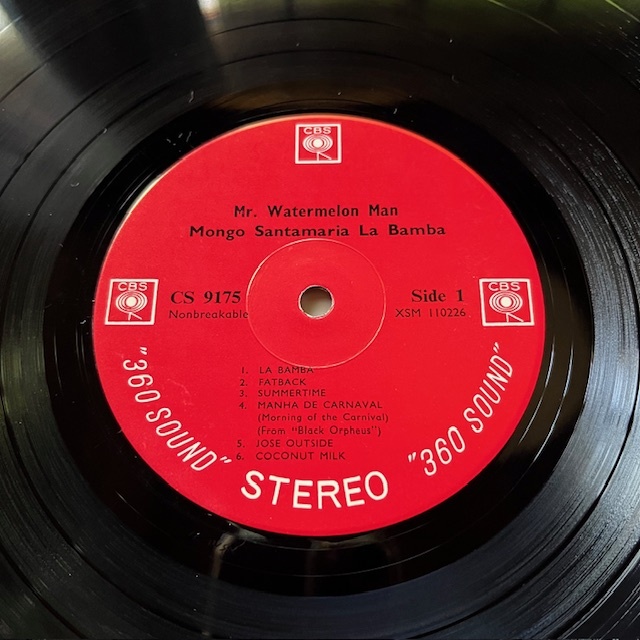 CBS
Mr. Watermelon Man
Mongo Santamaria La Bamba
CBS
CS 9175
Side 1
CBS
Nonbreakable
XSM 110226
1. LA BAMBA
2. FATBACK
3. SUMMERTIME
4. MANHA DE CARNAVAL
(Morning of the Carnival)
(From "Black Orpheus")
5. JOSE OUTSIDE
6. COCONUT MILK
"360 SOUND"
STEREO
"360 SOUND"